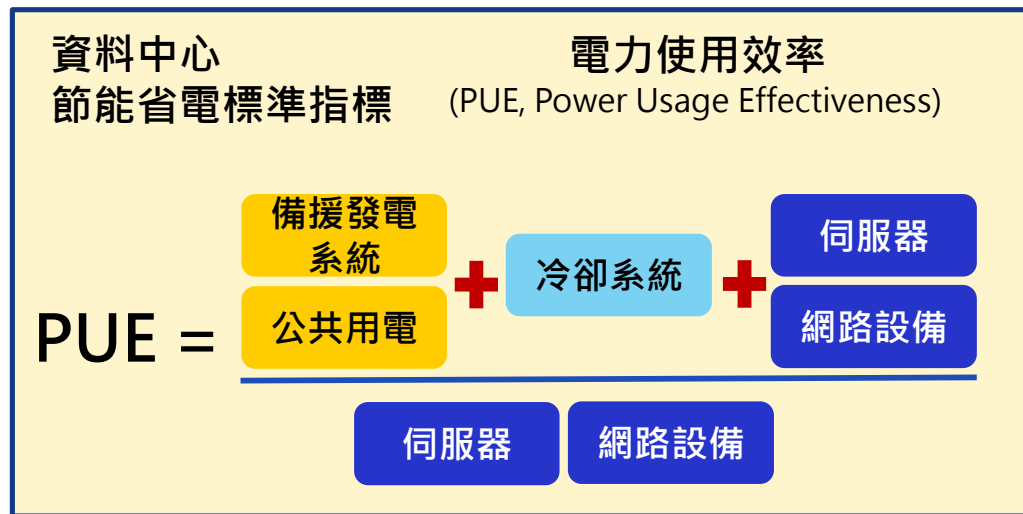 資料中心
節能省電標準指標
電力使用效率
(PUE, Power Usage Effectiveness)
PUE =
備援發電
系統
公共用電
冷卻系統
伺服器
網路設備
伺服器
網路設備